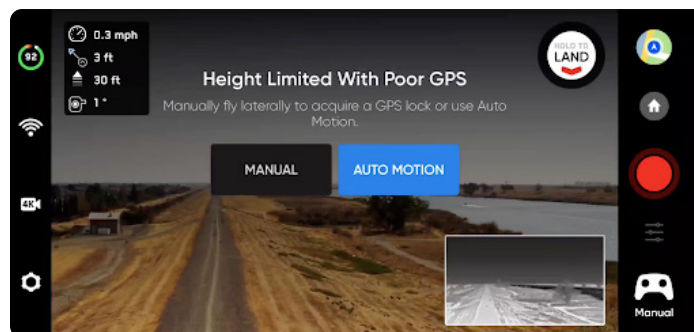 92
0.3 mph
3 ft
30 ft
1°
HOLD TO
LAND
Height Limited With Poor GPS
Manually fly laterally to acquire a GPS lock or use Auto
Motion.
MANUAL
AUTO MOTION
4K
Manual